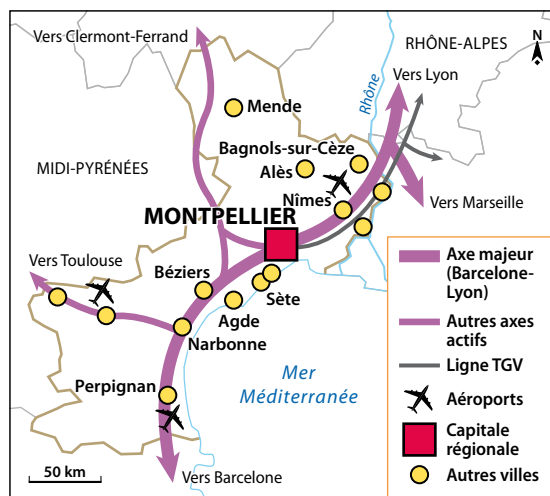 Vers Clermont-Ferrand
RHÔNE-ALPES
N
Vers Lyon
Rhône
Mende
Bagnols-sur-Cèze
Alès
MIDI-PYRÉNÉES
Nîmes
MONTPELLIER
Vers Marseille
Vers Toulouse
Béziers
Sète
Agde
Narbonne
Perpignan
Mer
Méditerranée
Vers Barcelone
50 km
Axe majeur
(Barcelone-
Lyon)
Autres axes
actifs
Ligne TGV
Aéroports
Capitale
régionale
Autres villes